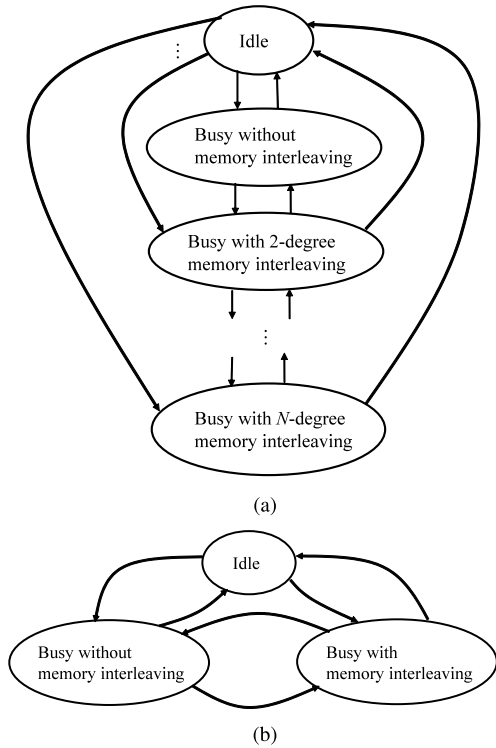 Idle
⋮
Busy without
memory interleaving
Busy with 2-degree
memory interleaving
⋮
Busy with N-degree
memory interleaving
(a)
Idle
Busy without
memory interleaving
Busy with
memory interleaving
(b)